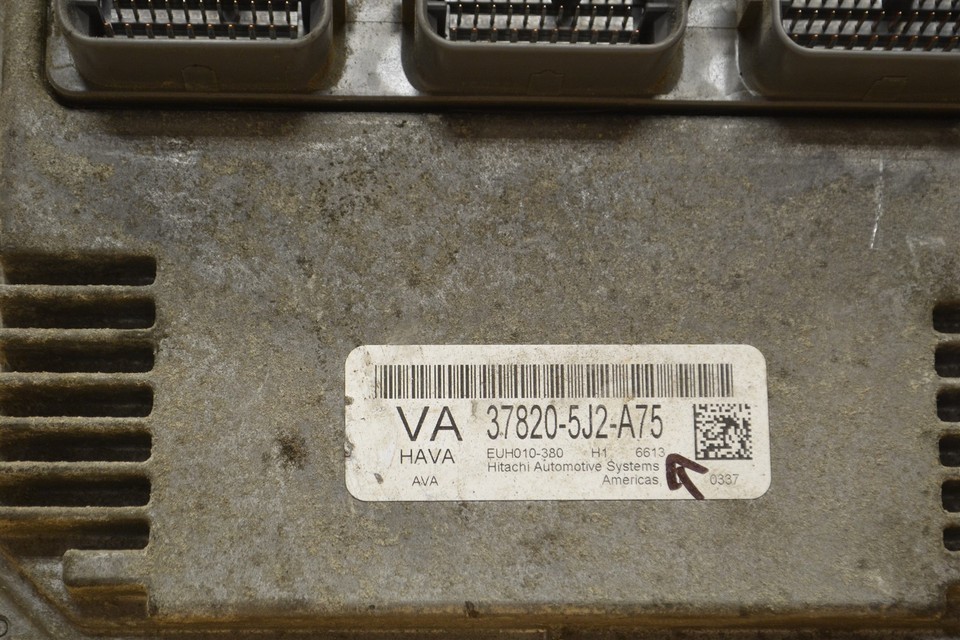 VA 37820-5J2-A75
HAVA EUH010-380 H1 6613
Hitachi Automotive Systems
AVA Americas, 0337